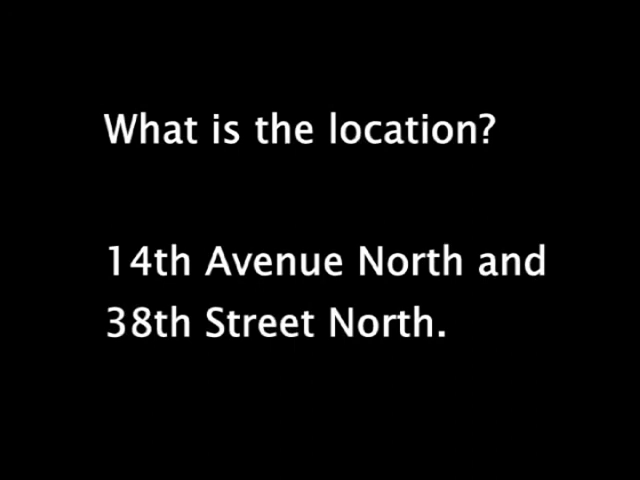 What is the location?
14th Avenue North and
38th Street North.